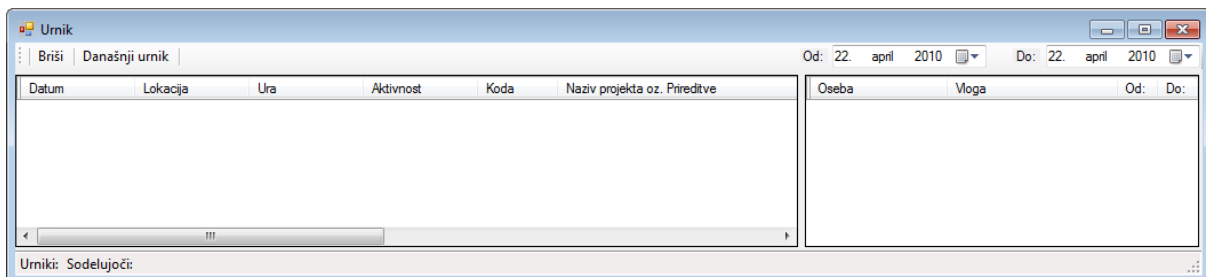 Urnik
Briši Današnji urnik Od: 22. april 2010 Do: 22. april 2010
Datum Lokacija Ura Aktivnost Koda Naziv projekta oz. Prireditve Oseba Vloga Od: Do:
Urniki: Sodelujoči: